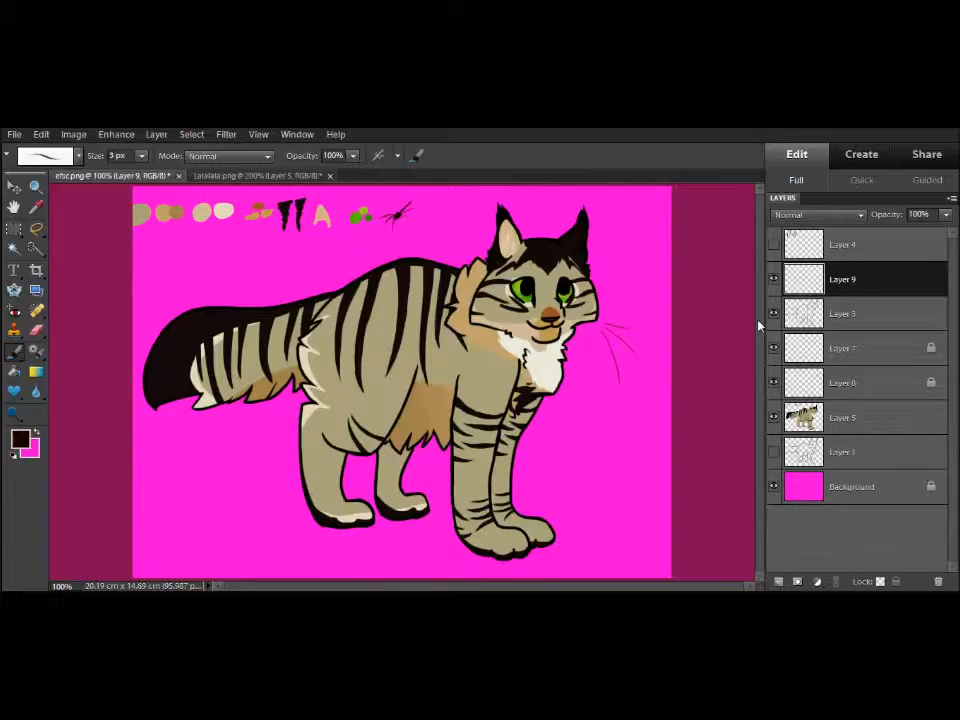 File Edit Image Enhance Layer Select Filter View Window Help
Edit Create Share
Size: 3 px Mode: Normal Opacity: 100%
efsc.png @ 100% (Layer 9, RGB/8) * × Lalalala.png @ 200% (Layer 5, RGB/8) * ×
Full Quick Guided
LAYERS
Normal Opacity: 100%
Layer 4
Layer 9
Layer 3
Layer 7
Layer 8
Layer 5
Layer 1
Background
Lock:
100% 20.19 cm x 14.69 cm (95.987 p...